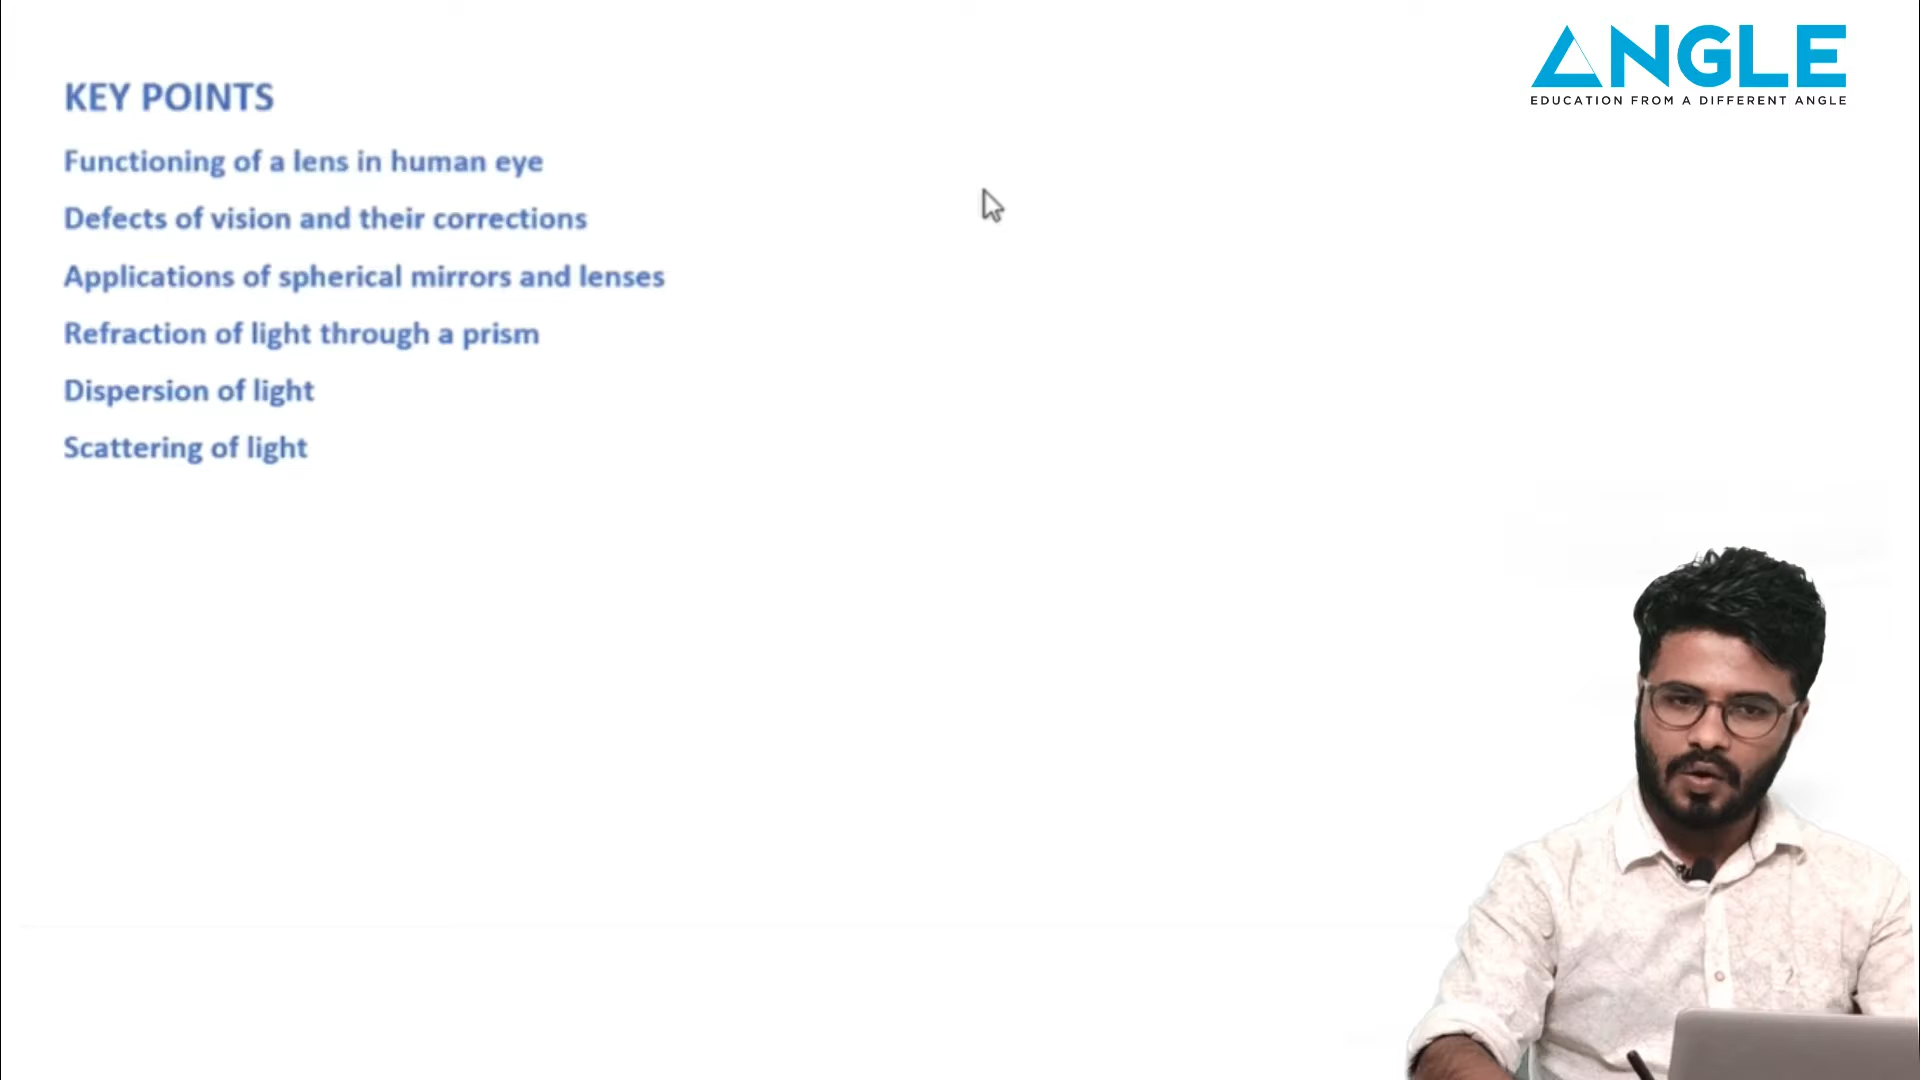 ANGLE
EDUCATION FROM A DIFFERENT ANGLE
KEY POINTS
Functioning of a lens in human eye
Defects of vision and their corrections
Applications of spherical mirrors and lenses
Refraction of light through a prism
Dispersion of light
Scattering of light